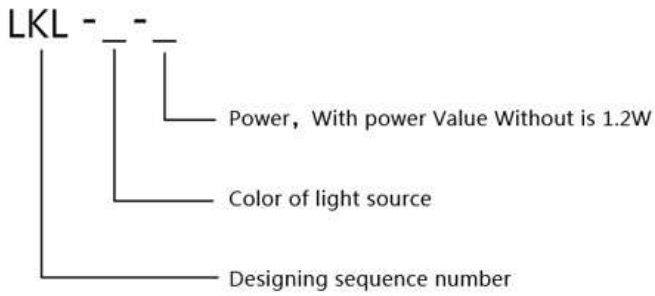 LKL -_-_
Power, With power Value Without is 1.2W
Color of light source
Designing sequence number